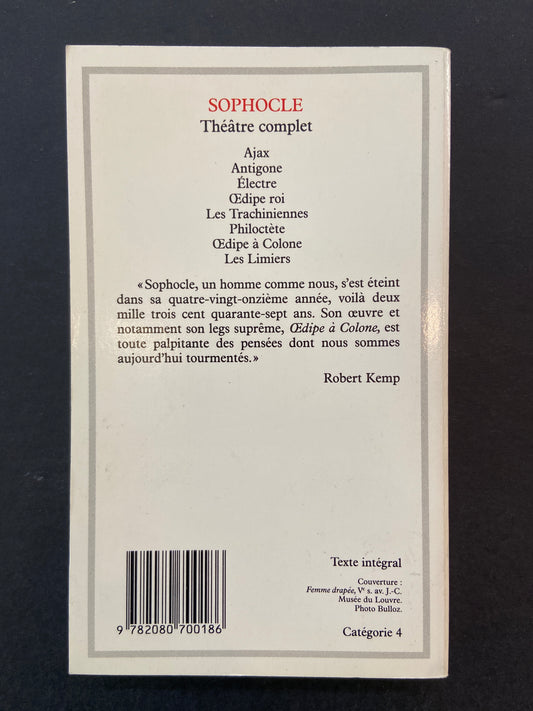 SOPHOCLE
Théâtre complet
Ajax
Antigone
Électre
Œdipe roi
Les Trachiniennes
Philoctète
Œdipe à Colone
Les Limiers
« Sophocle, un homme comme nous, s'est éteint
dans sa quatre-vingt-onzième année, voilà deux
mille trois cent quarante-sept ans. Son œuvre et
notamment son legs suprême, Œdipe à Colone, est
toute palpitante des pensées dont nous sommes
aujourd'hui tourmentés. »
Robert Kemp
Texte intégral
Couverture :
Femme drapée, Vᵉ s. av. J.-C.
Musée du Louvre.
Photo Bulloz.
Catégorie 4
9 782080 700186